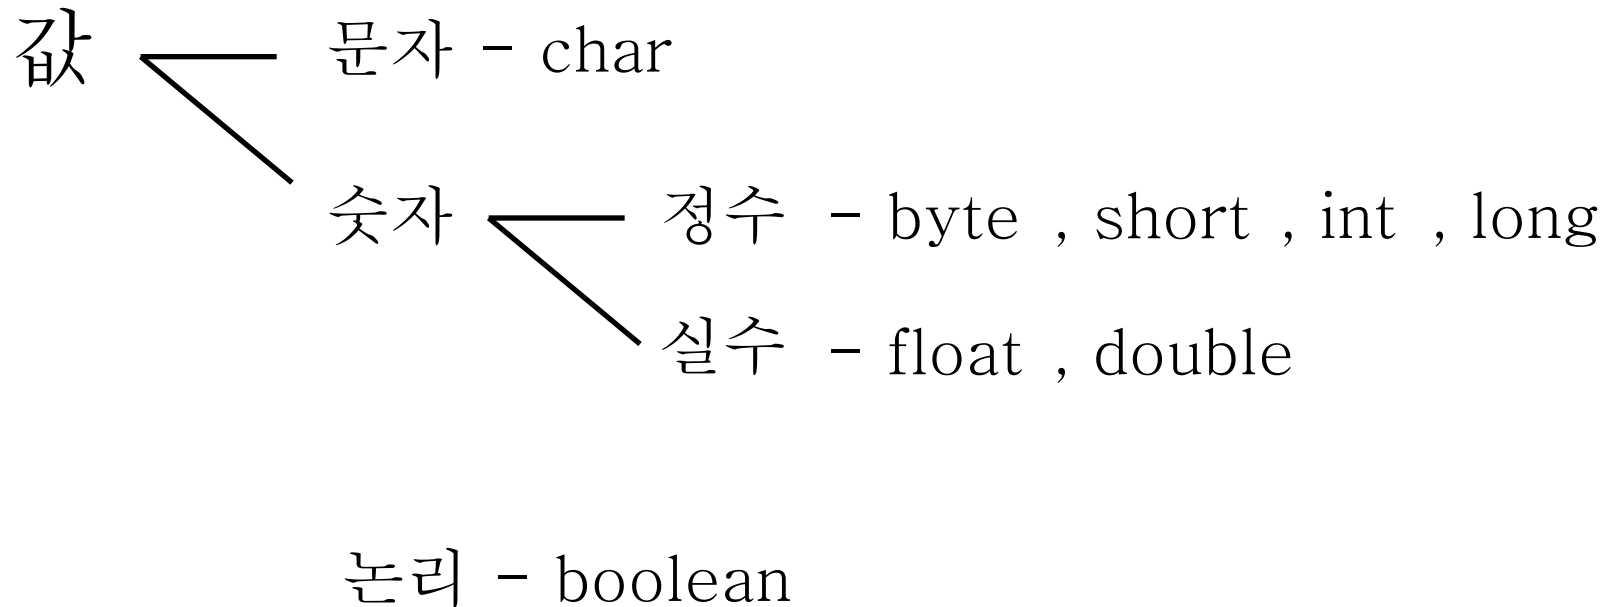 값 문자 - char
숫자 정수 - byte , short , int , long
실수 - float , double
논리 - boolean